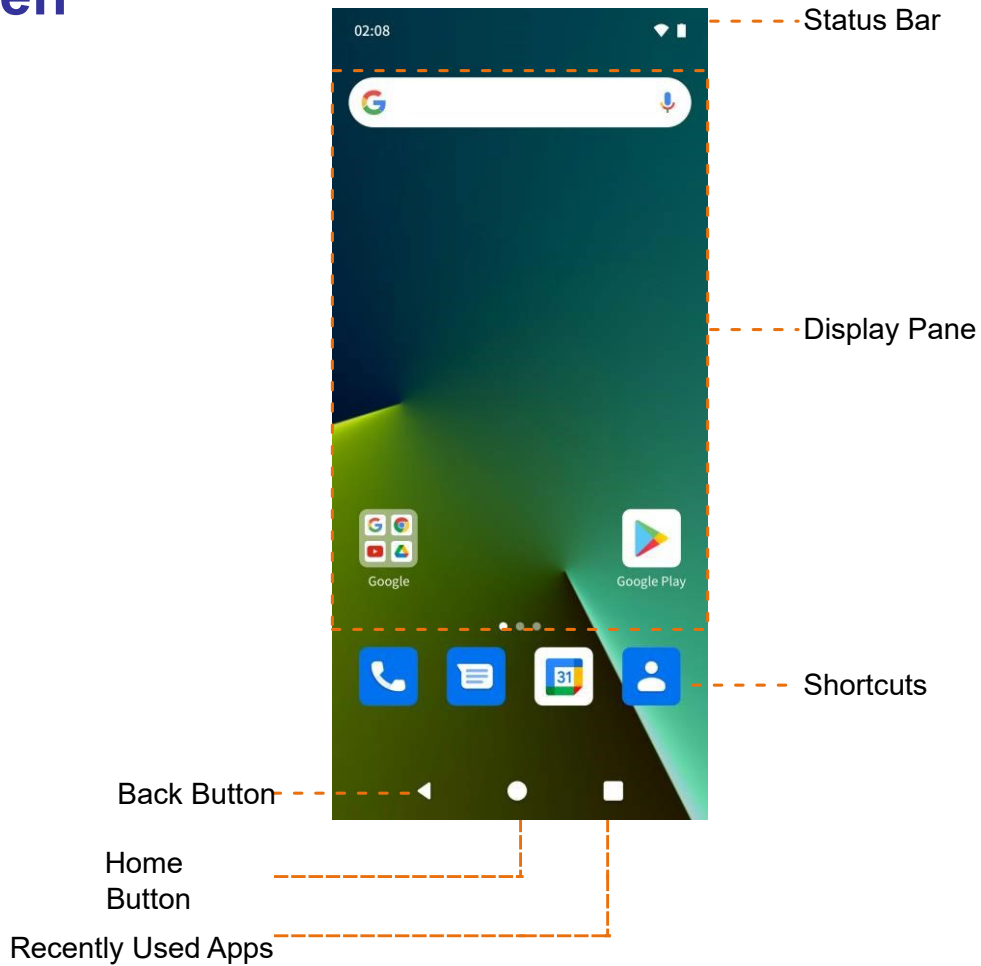 en
Status Bar
02:08
G
Display Pane
G
Google
Google Play
31
Shortcuts
Back Button
Home
Button
Recently Used Apps